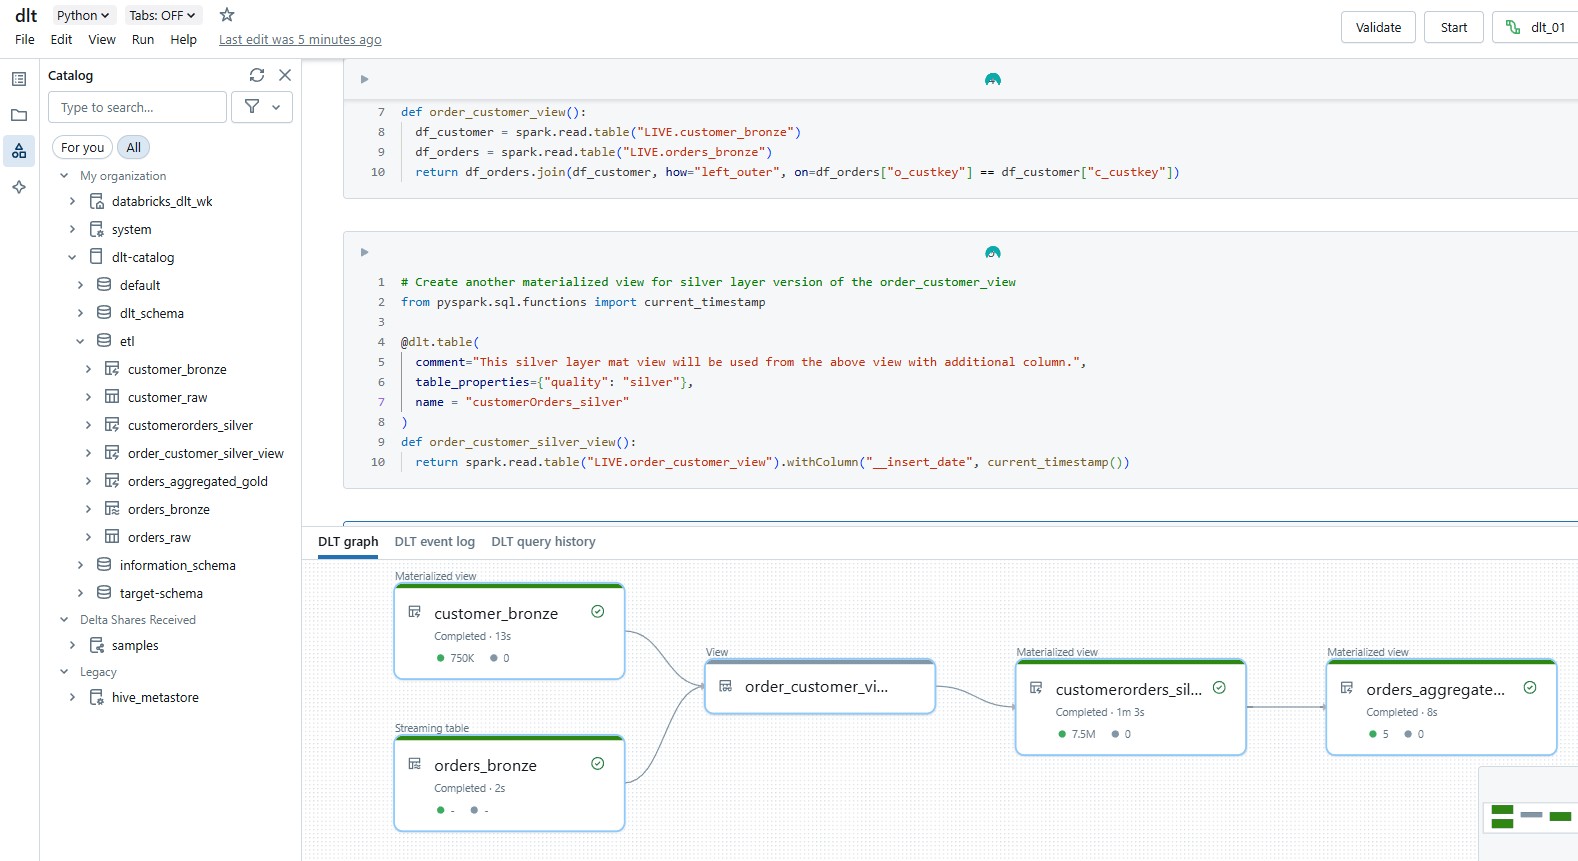 dlt Python Tabs: OFF
File Edit View Run Help Last edit was 5 minutes ago
Validate Start dlt_01
Catalog
Type to search...
For you All
My organization
databricks_dlt_wk
system
dlt-catalog
default
dlt_schema
etl
customer_bronze
customer_raw
customerorders_silver
order_customer_silver_view
orders_aggregated_gold
orders_bronze
orders_raw
information_schema
target-schema
Delta Shares Received
samples
Legacy
hive_metastore
7 def order_customer_view():
8 df_customer = spark.read.table("LIVE.customer_bronze")
9 df_orders = spark.read.table("LIVE.orders_bronze")
10 return df_orders.join(df_customer, how="left_outer", on=df_orders["o_custkey"] == df_customer["c_custkey"])
1 # Create another materialized view for silver layer version of the order_customer_view
2 from pyspark.sql.functions import current_timestamp
3
4 @dlt.table(
5 comment="This silver layer mat view will be used from the above view with additional column.",
6 table_properties={"quality": "silver"},
7 name = "customerOrders_silver"
8 )
9 def order_customer_silver_view():
10 return spark.read.table("LIVE.order_customer_view").withColumn("__insert_date", current_timestamp())
DLT graph DLT event log DLT query history
Materialized view
customer_bronze
Completed · 13s
750K 0
Streaming table
orders_bronze
Completed · 2s
- -
View
order_customer_vi...
Materialized view
customerorders_sil...
Completed · 1m 3s
7.5M 0
Materialized view
orders_aggregate...
Completed · 8s
5 0